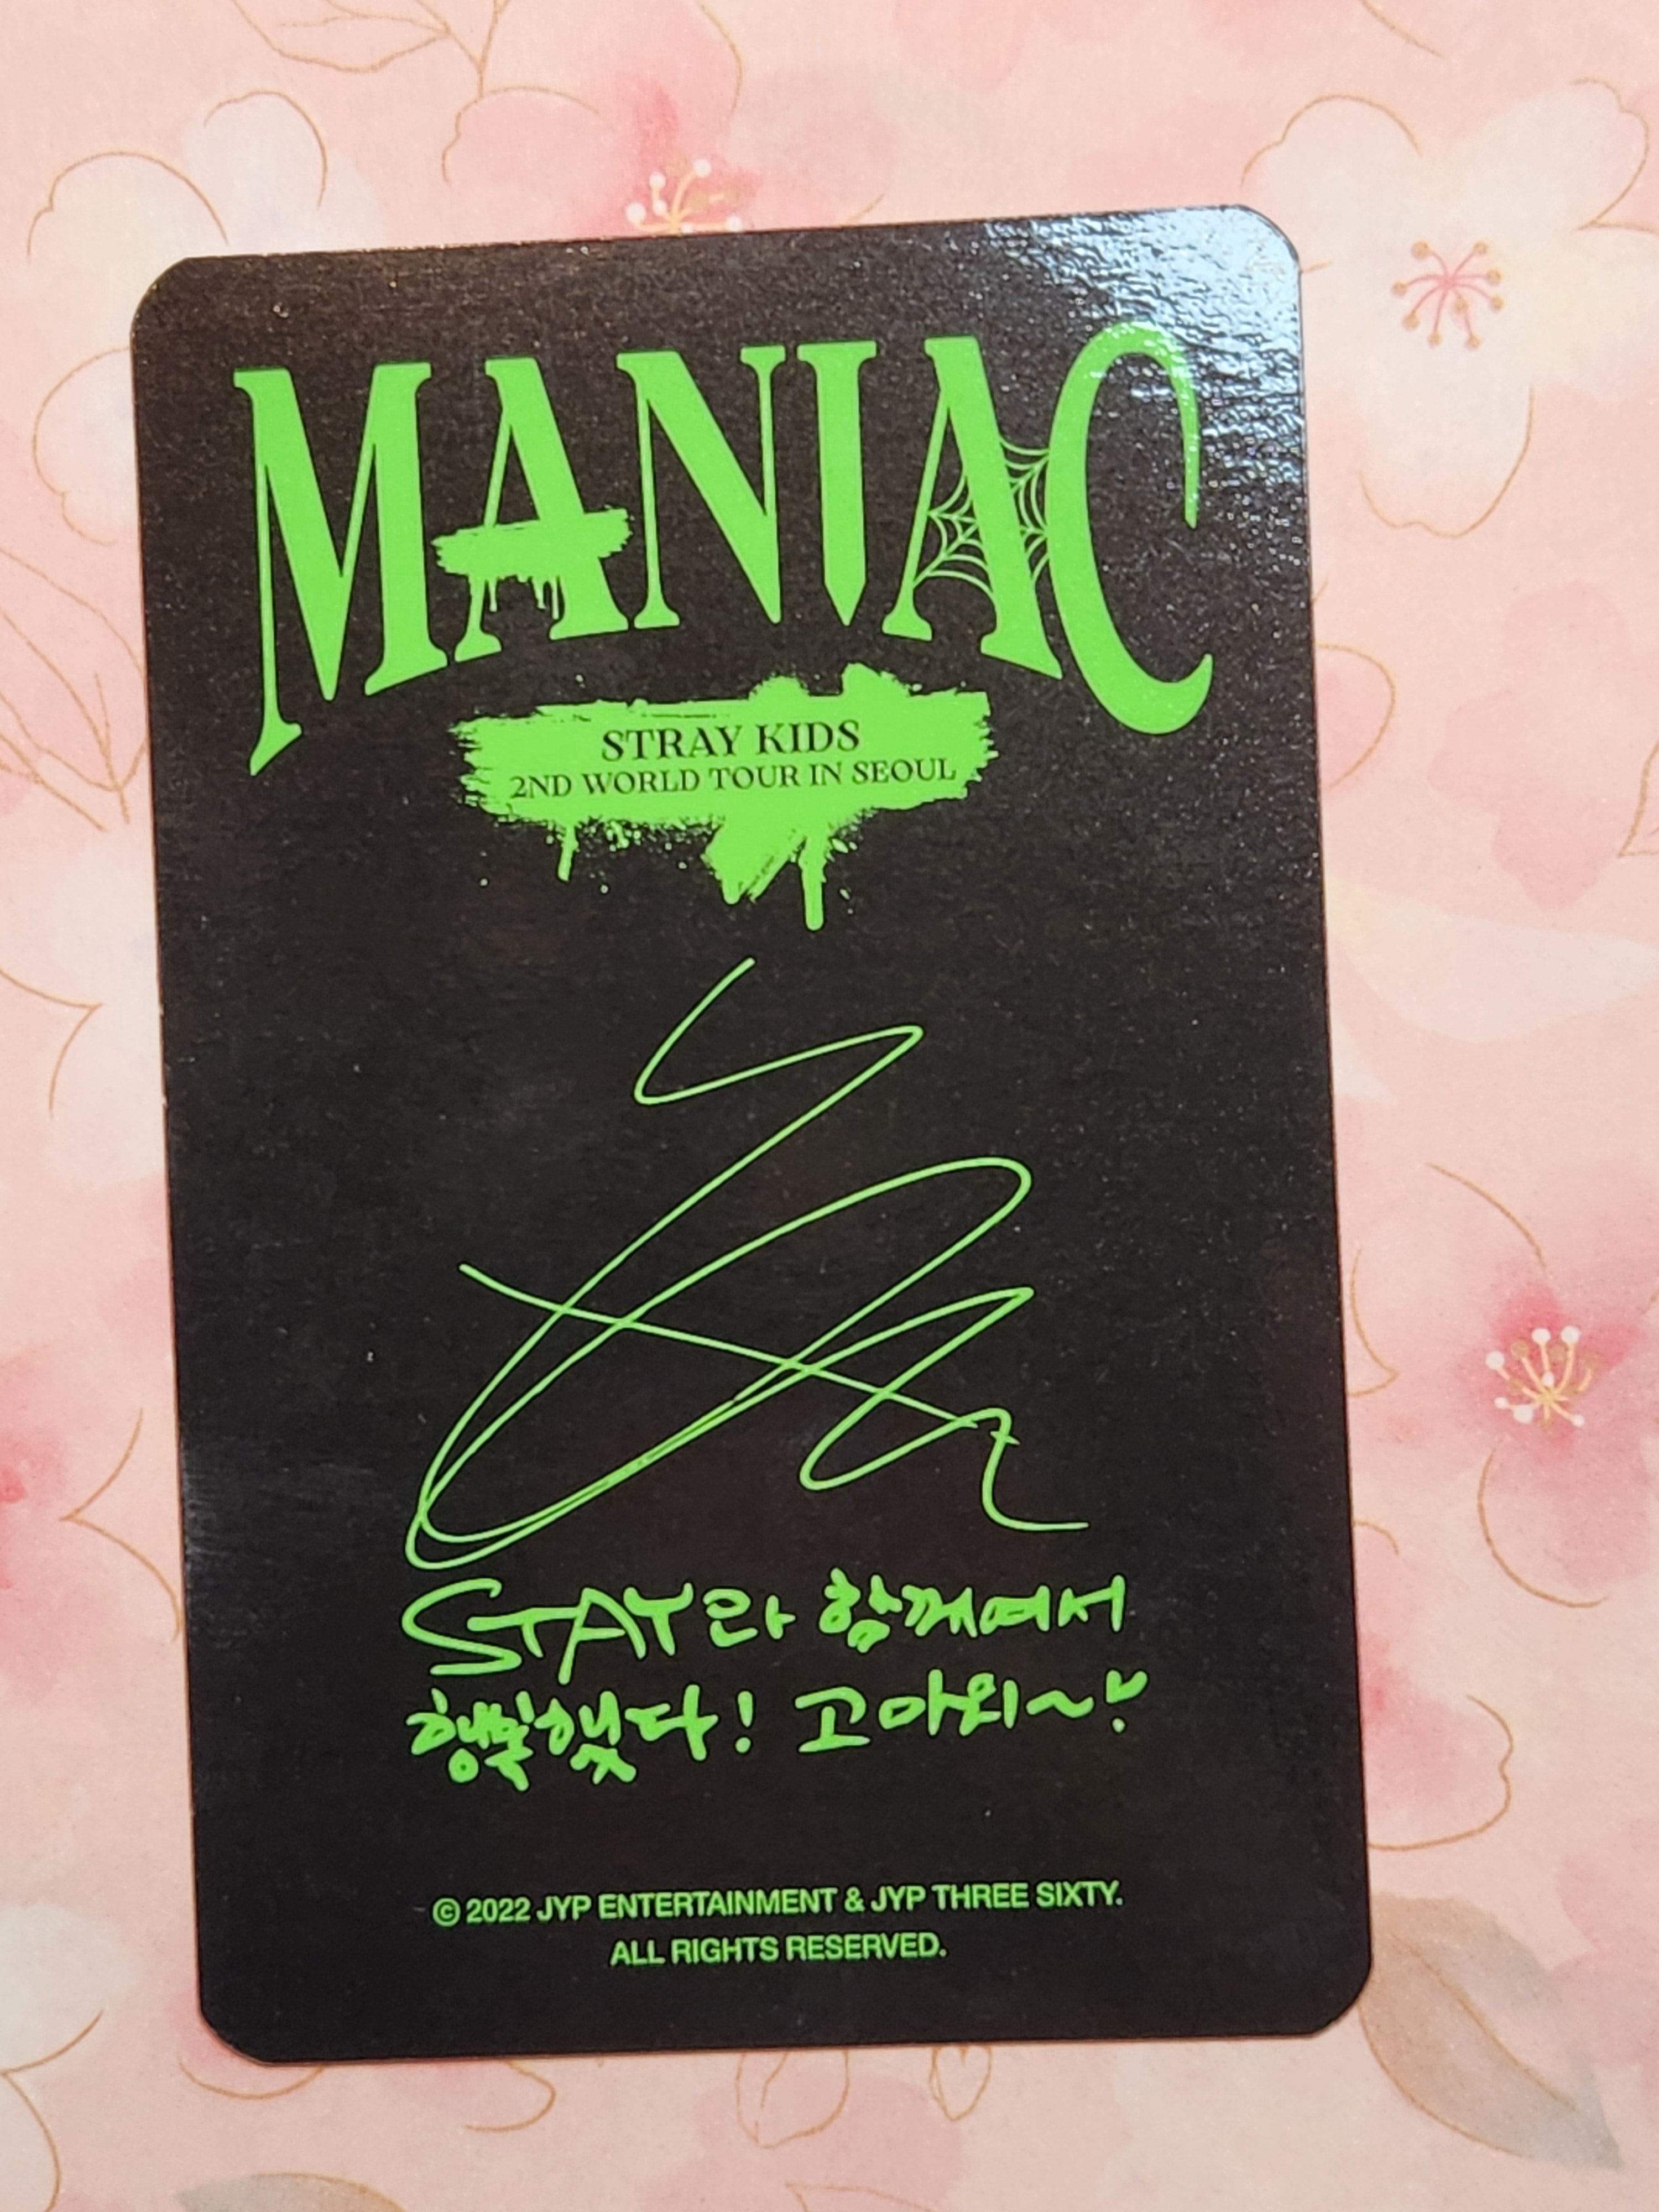 MANIAC
STRAY KIDS
2ND WORLD TOUR IN SEOUL
STAY라 함께여서
행복했다! 고마워~♥
© 2022 JYP ENTERTAINMENT & JYP THREE SIXTY.
ALL RIGHTS RESERVED.